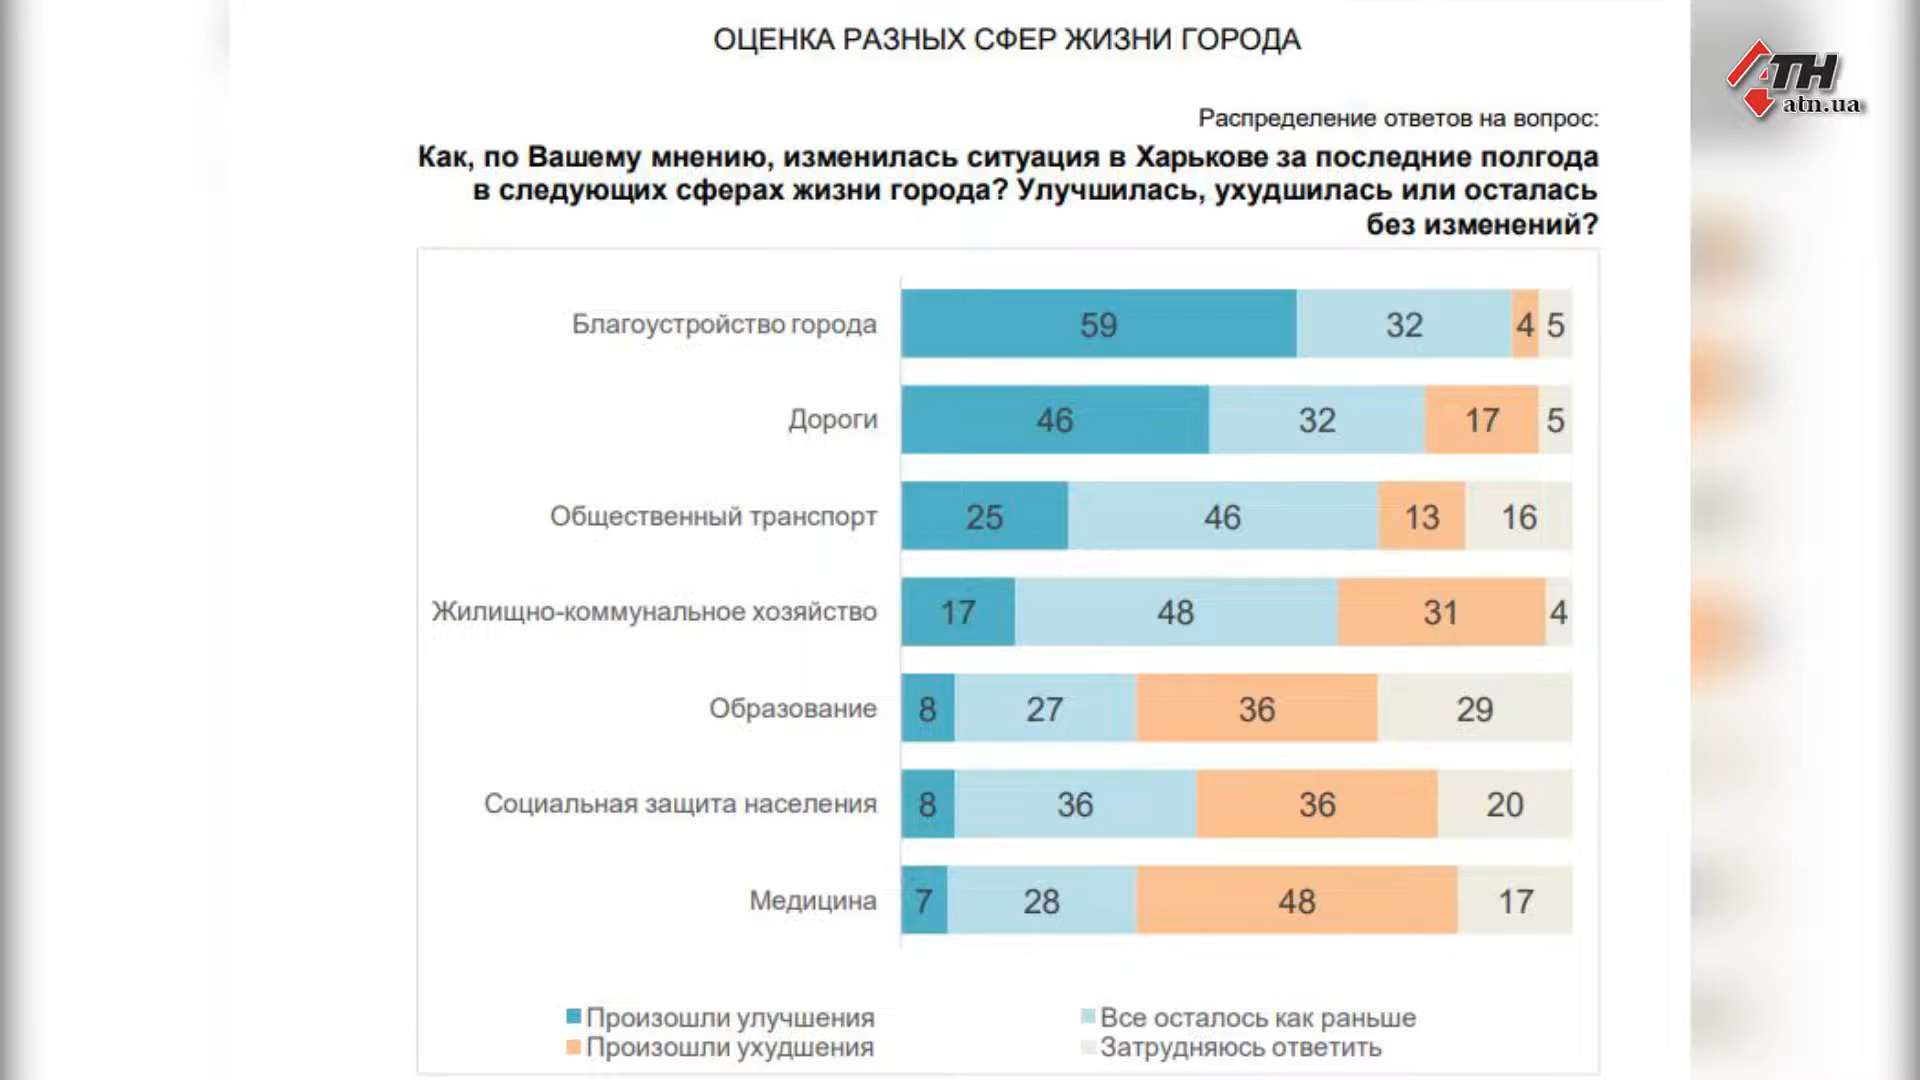 ОЦЕНКА РАЗНЫХ СФЕР ЖИЗНИ ГОРОДА
АТН
atn.ua
Распределение ответов на вопрос:
Как, по Вашему мнению, изменилась ситуация в Харькове за последние полгода
в следующих сферах жизни города? Улучшилась, ухудшилась или осталась
без изменений?
Благоустройство города 59 32 4 5
Дороги 46 32 17 5
Общественный транспорт 25 46 13 16
Жилищно-коммунальное хозяйство 17 48 31 4
Образование 8 27 36 29
Социальная защита населения 8 36 36 20
Медицина 7 28 48 17
Произошли улучшения Все осталось как раньше
Произошли ухудшения Затрудняюсь ответить